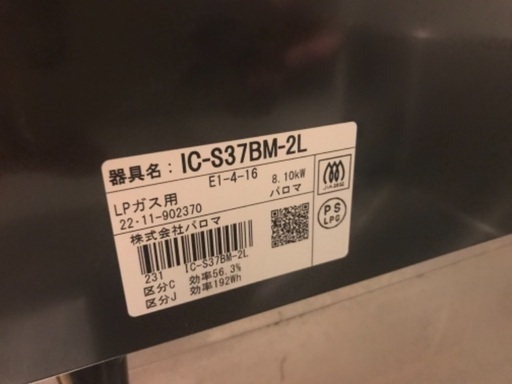 器具名： IC-S37BM-2L
E1-4-16 8.10kW
LPガス用 パロマ
22・11-902370
株式会社パロマ
231 IC-S37BM-2L
区分C 効率56.3%
区分J 効率192Wh
PS
LPG